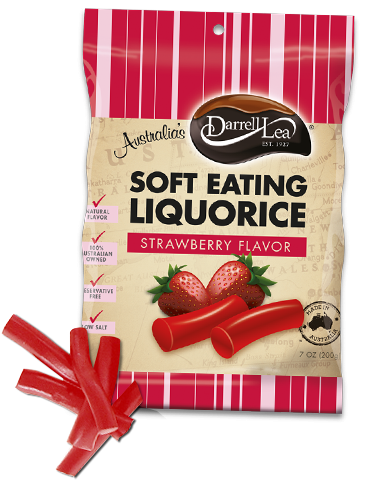 Australia's
Darrell Lea
®
EST. 1927
SOFT EATING
LIQUORICE
STRAWBERRY FLAVOR
NATURAL
FLAVOR
100%
AUSTRALIAN
OWNED
PRESERVATIVE
FREE
LOW SALT
MADE IN
AUSTRALIA
7 OZ (200g